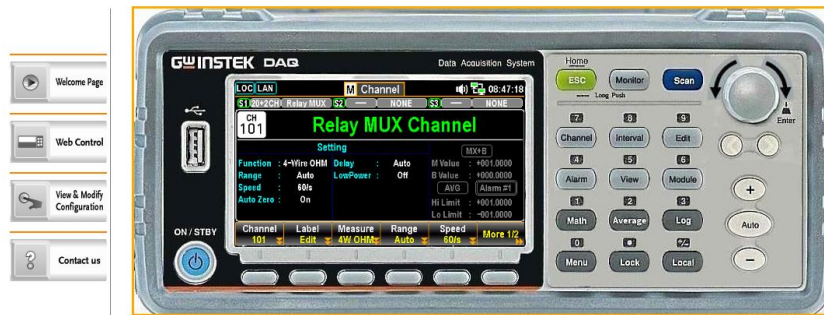 Welcome Page
Web Control
View & Modify
Configuration
Contact us
GWINSTEK DAQ
Data Acquisition System
LOC LAN
M Channel
08:47:18
S1 20+2CH Relay MUX S2 — NONE S3 — NONE
CH
101
Relay MUX Channel
Setting
Function : 4-Wire OHM
Range : Auto
Speed : 60/s
Auto Zero : On
Delay : Auto
LowPower : Off
MX+B
M Value : +001.0000
B Value : +000.0000
AVG
Alarm #1
Hi Limit : +001.0000
Lo Limit : -001.0000
Channel
101
Label
Edit
Measure
4W OHM
Range
Auto
Speed
60/s
More 1/2
ON / STBY
Home
ESC
Monitor
Scan
Long Push
Enter
7 8 9
Channel Interval Edit
4 5 6
Alarm View Module
1 2 3
Math Average Log
0 +/-
Menu Lock Local
+
Auto
−